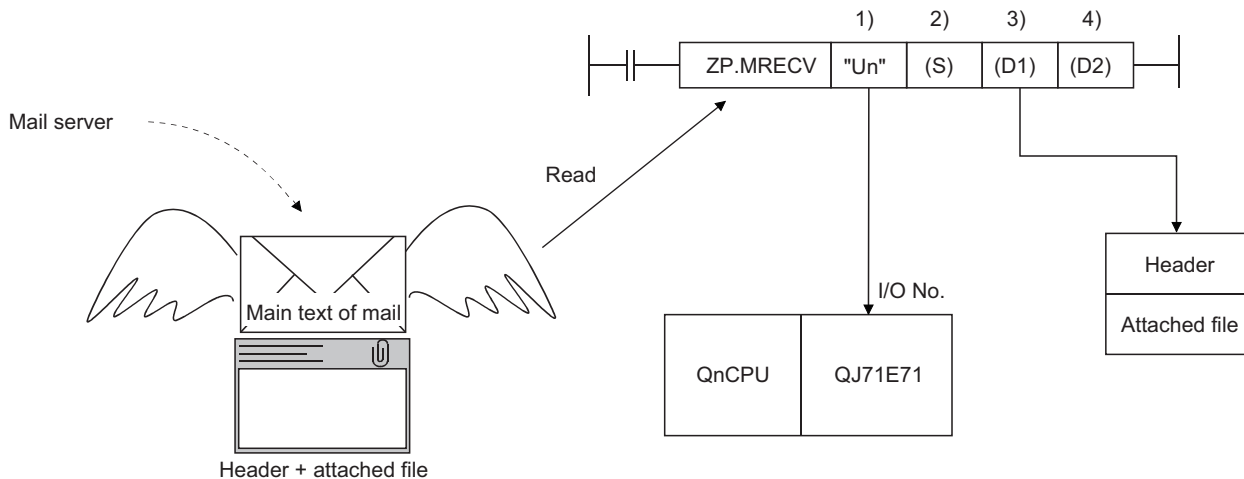 1) 2) 3) 4)
ZP.MRECV "Un" (S) (D1) (D2)
Mail server
Read
Main text of mail
Header + attached file
I/O No.
QnCPU QJ71E71
Header
Attached file